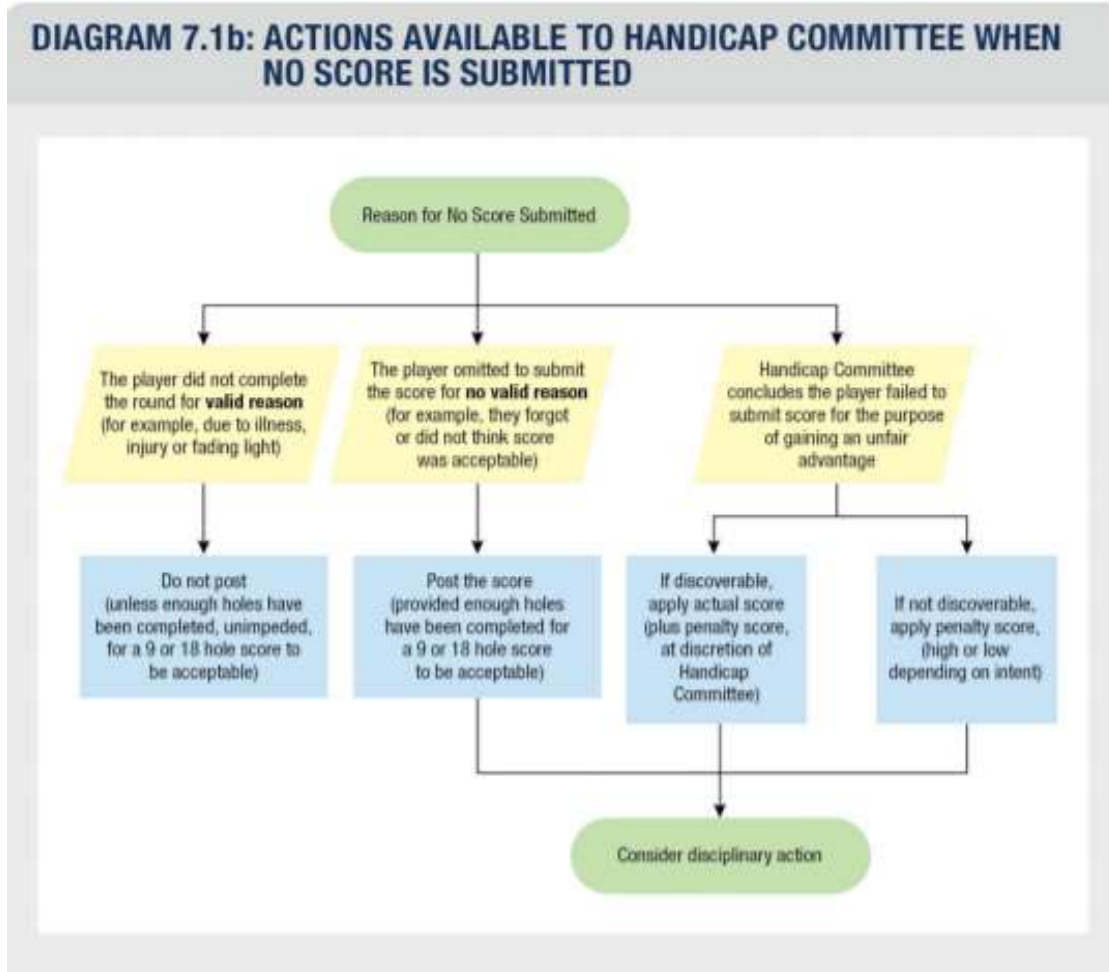 DIAGRAM 7.1b: ACTIONS AVAILABLE TO HANDICAP COMMITTEE WHEN
NO SCORE IS SUBMITTED
Reason for No Score Submitted
The player did not complete
the round for valid reason
(for example, due to illness,
injury or fading light)
The player omitted to submit
the score for no valid reason
(for example, they forgot
or did not think score
was acceptable)
Handicap Committee
concludes the player failed to
submit score for the purpose
of gaining an unfair
advantage
Do not post
(unless enough holes have
been completed, unimpeded,
for a 9 or 18 hole score to
be acceptable)
Post the score
(provided enough holes
have been completed for
a 9 or 18 hole score
to be acceptable)
If discoverable,
apply actual score
(plus penalty score,
at discretion of
Handicap
Committee)
If not discoverable,
apply penalty score,
(high or low
depending on intent)
Consider disciplinary action